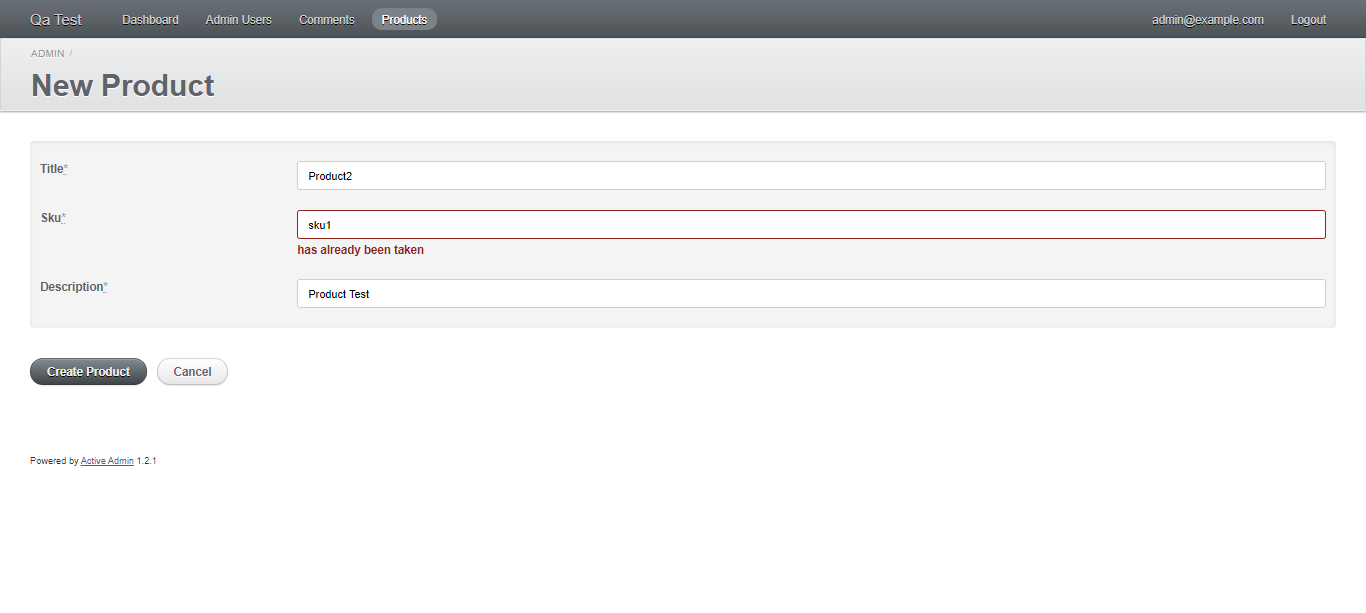 Qa Test Dashboard Admin Users Comments Products admin@example.com Logout
ADMIN /
New Product
Title* Product2
Sku* sku1
has already been taken
Description* Product Test
Create Product Cancel
Powered by Active Admin 1.2.1